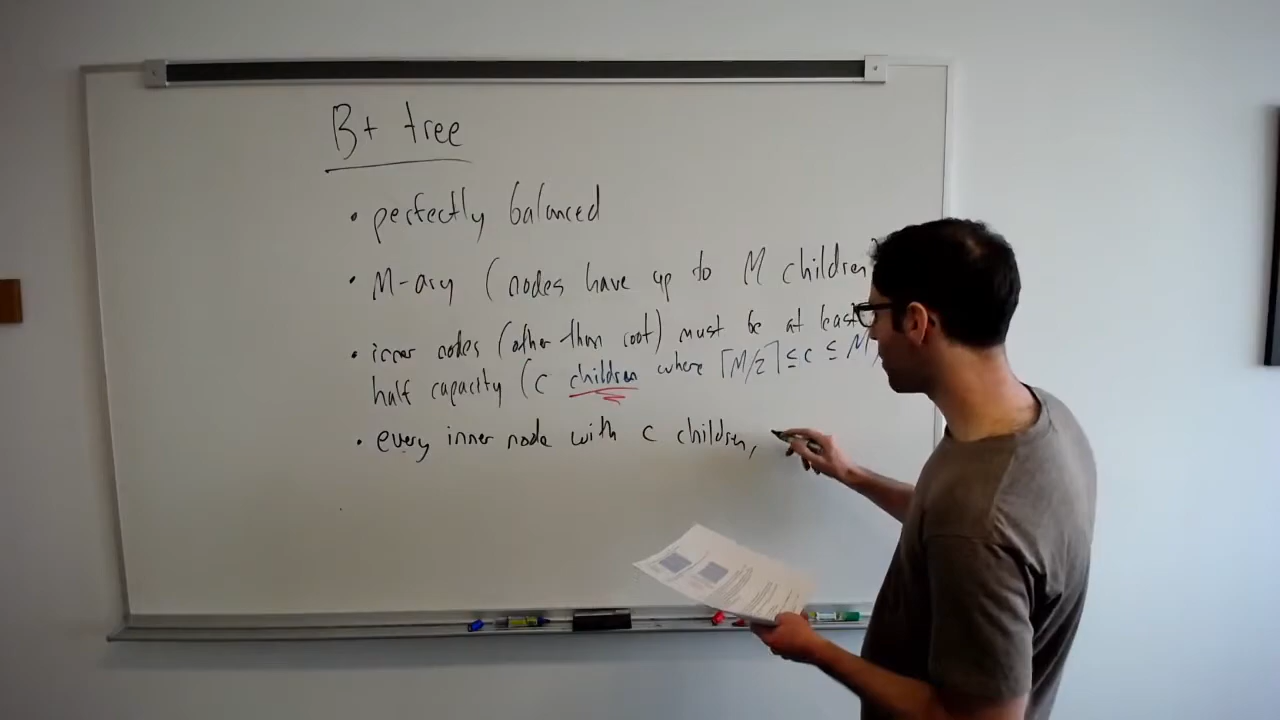 B+ tree
• perfectly balanced
• M-ary (nodes have up to M children
• inner nodes (other than root) must be at least
half capacity (c children where ⌈M/2⌉ ≤ c ≤ M)
• every inner node with c children,